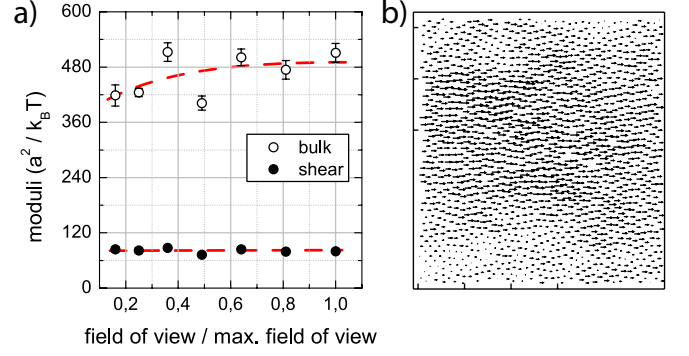 a)
b)
600
480
360
240
120
0
moduli (a² / k_BT)
bulk
shear
0,2
0,4
0,6
0,8
1,0
field of view / max. field of view